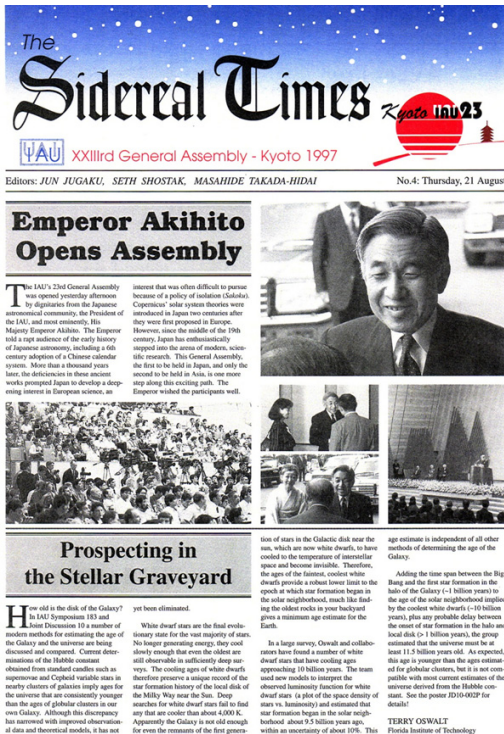 The
Sidereal Times
Kyoto IAU23
IAU XXIIIrd General Assembly - Kyoto 1997
Editors: JUN JUGAKU, SETH SHOSTAK, MASAHIDE TAKADA-HIDAI No.4: Thursday, 21 August
Emperor Akihito
Opens Assembly
The IAU's 23rd General Assembly
was opened yesterday afternoon
by dignitaries from the Japanese
astronomical community, the President of
the IAU, and most eminently, His
Majesty Emperor Akihito. The Emperor
told a rapt audience of the early history
of Japanese astronomy, including a 6th
century adoption of a Chinese calendar
system. More than a thousand years
later, the deficiencies in these ancient
works prompted Japan to develop a deep-
ening interest in European science, an
interest that was often difficult to pursue
because of a policy of isolation (Sakoku).
Copernicus' solar system theories were
introduced in Japan two centuries after
they were first proposed in Europe.
However, since the middle of the 19th
century, Japan has enthusiastically
stepped into the arena of modern, scien-
tific research. This General Assembly,
the first to be held in Japan, and only the
second to be held in Asia, is one more
step along this exciting path. The
Emperor wished the participants well.
Prospecting in
the Stellar Graveyard
How old is the disk of the Galaxy?
In IAU Symposium 183 and
Joint Discussion 10 a number of
modern methods for estimating the age of
the Galaxy and the universe are being
discussed and compared. Current deter-
minations of the Hubble constant
obtained from standard candles such as
supernovae and Cepheid variable stars in
nearby clusters of galaxies imply ages for
the universe that are consistently younger
than the ages of globular clusters in our
own Galaxy. Although this discrepancy
has narrowed with improved observation-
al data and theoretical models, it has not
yet been eliminated.
White dwarf stars are the final evolu-
tionary state for the vast majority of stars.
No longer generating energy, they cool
slowly enough that even the oldest are
still observable in sufficiently deep sur-
veys. The cooling ages of white dwarfs
therefore preserve a unique record of the
star formation history of the local disk of
the Milky Way near the Sun. Deep
searches for white dwarf stars fail to find
any that are cooler than about 4,000 K.
Apparently the Galaxy is not old enough
for even the remnants of the first genera-
tion of stars in the Galactic disk near the
sun, which are now white dwarfs, to have
cooled to the temperature of interstellar
space and become invisible. Therefore,
the ages of the faintest, coolest white
dwarfs provide a robust lower limit to the
epoch at which star formation began in
the solar neighborhood, much like find-
ing the oldest rocks in your backyard
gives a minimum age estimate for the
Earth.
In a large survey, Oswalt and collabo-
rators have found a number of white
dwarf stars that have cooling ages
approaching 10 billion years. The team
used new models to interpret the
observed luminosity function for white
dwarf stars (a plot of the space density of
stars vs. luminosity) and estimated that
star formation began in the solar neigh-
borhood about 9.5 billion years ago,
within an uncertainty of about 10%. This
age estimate is independent of all other
methods of determining the age of the
Galaxy.
Adding the time span between the Big
Bang and the first star formation in the
halo of the Galaxy (~1 billion years) to
the age of the solar neighborhood implied
by the coolest white dwarfs (~10 billion
years), plus any probable delay between
the onset of star formation in the halo and
local disk (> 1 billion years), the group
estimated that the universe must be at
least 11.5 billion years old. As expected,
this age is younger than the ages estimat-
ed for globular clusters, but it is not com-
patible with most current estimates of the
universe derived from the Hubble con-
stant. See the poster JD10-002P for
details!
TERRY OSWALT
Florida Institute of Technology